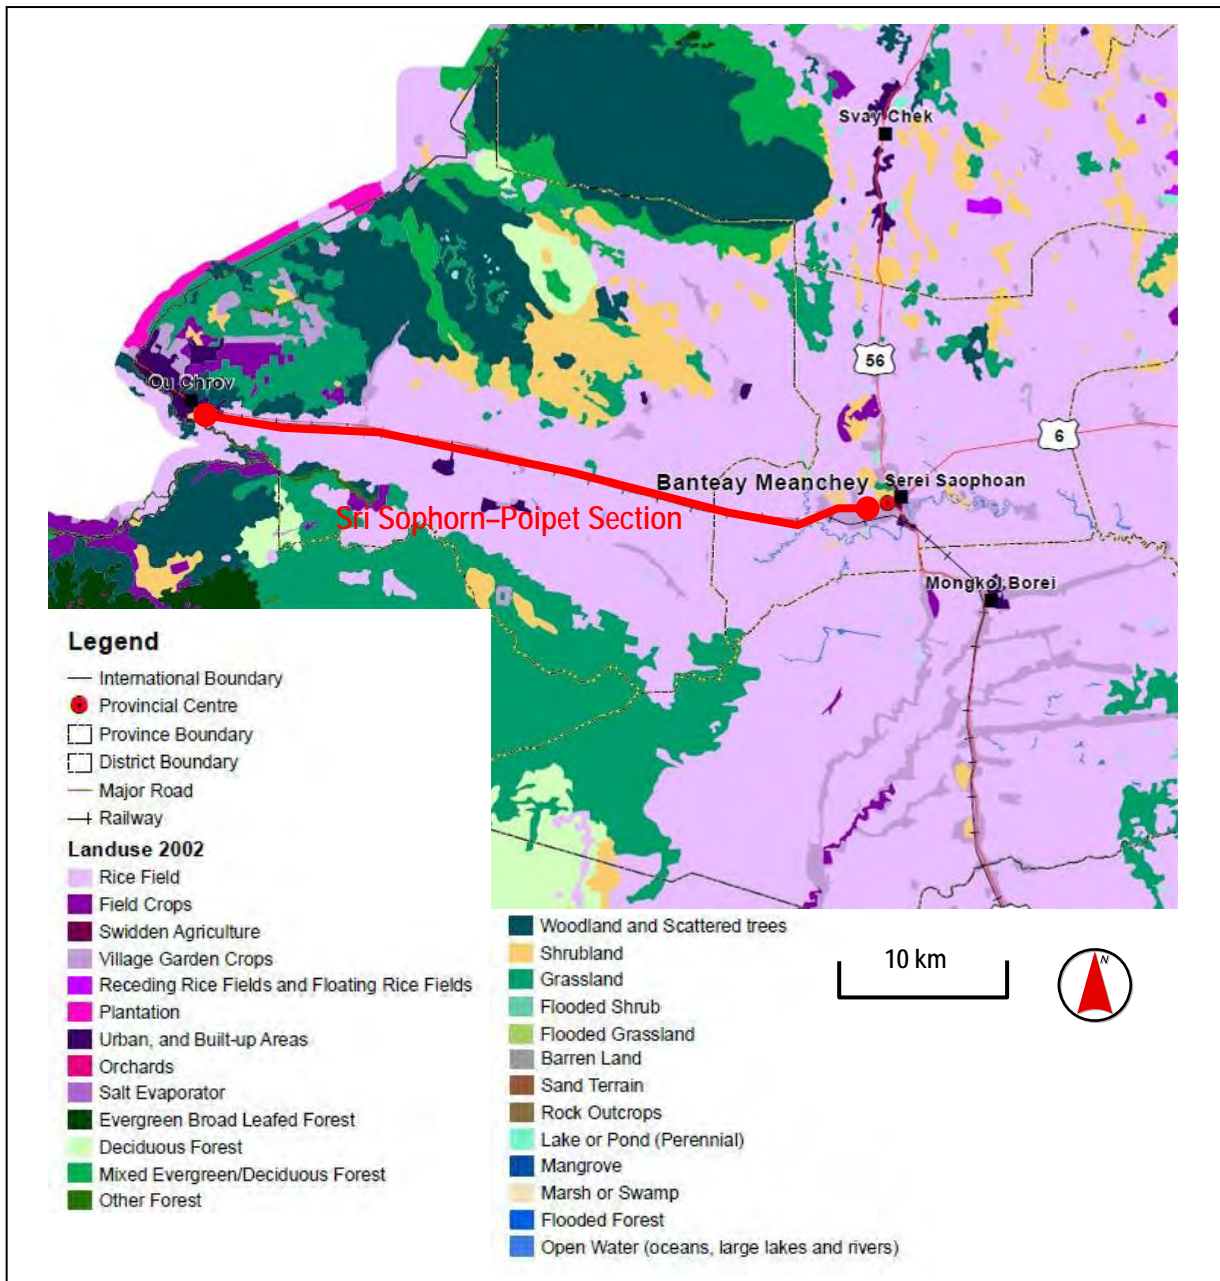 Svay Chek
Ou Chrov
56
6
Banteay Meanchey
Serei Saophoan
Sri Sophorn–Poipet Section
Mongkol Borei
Legend
International Boundary
Provincial Centre
Province Boundary
District Boundary
Major Road
Railway
Landuse 2002
Rice Field
Field Crops
Swidden Agriculture
Village Garden Crops
Receding Rice Fields and Floating Rice Fields
Plantation
Urban, and Built-up Areas
Orchards
Salt Evaporator
Evergreen Broad Leafed Forest
Deciduous Forest
Mixed Evergreen/Deciduous Forest
Other Forest
Woodland and Scattered trees
Shrubland
Grassland
Flooded Shrub
Flooded Grassland
Barren Land
Sand Terrain
Rock Outcrops
Lake or Pond (Perennial)
Mangrove
Marsh or Swamp
Flooded Forest
Open Water (oceans, large lakes and rivers)
10 km
N